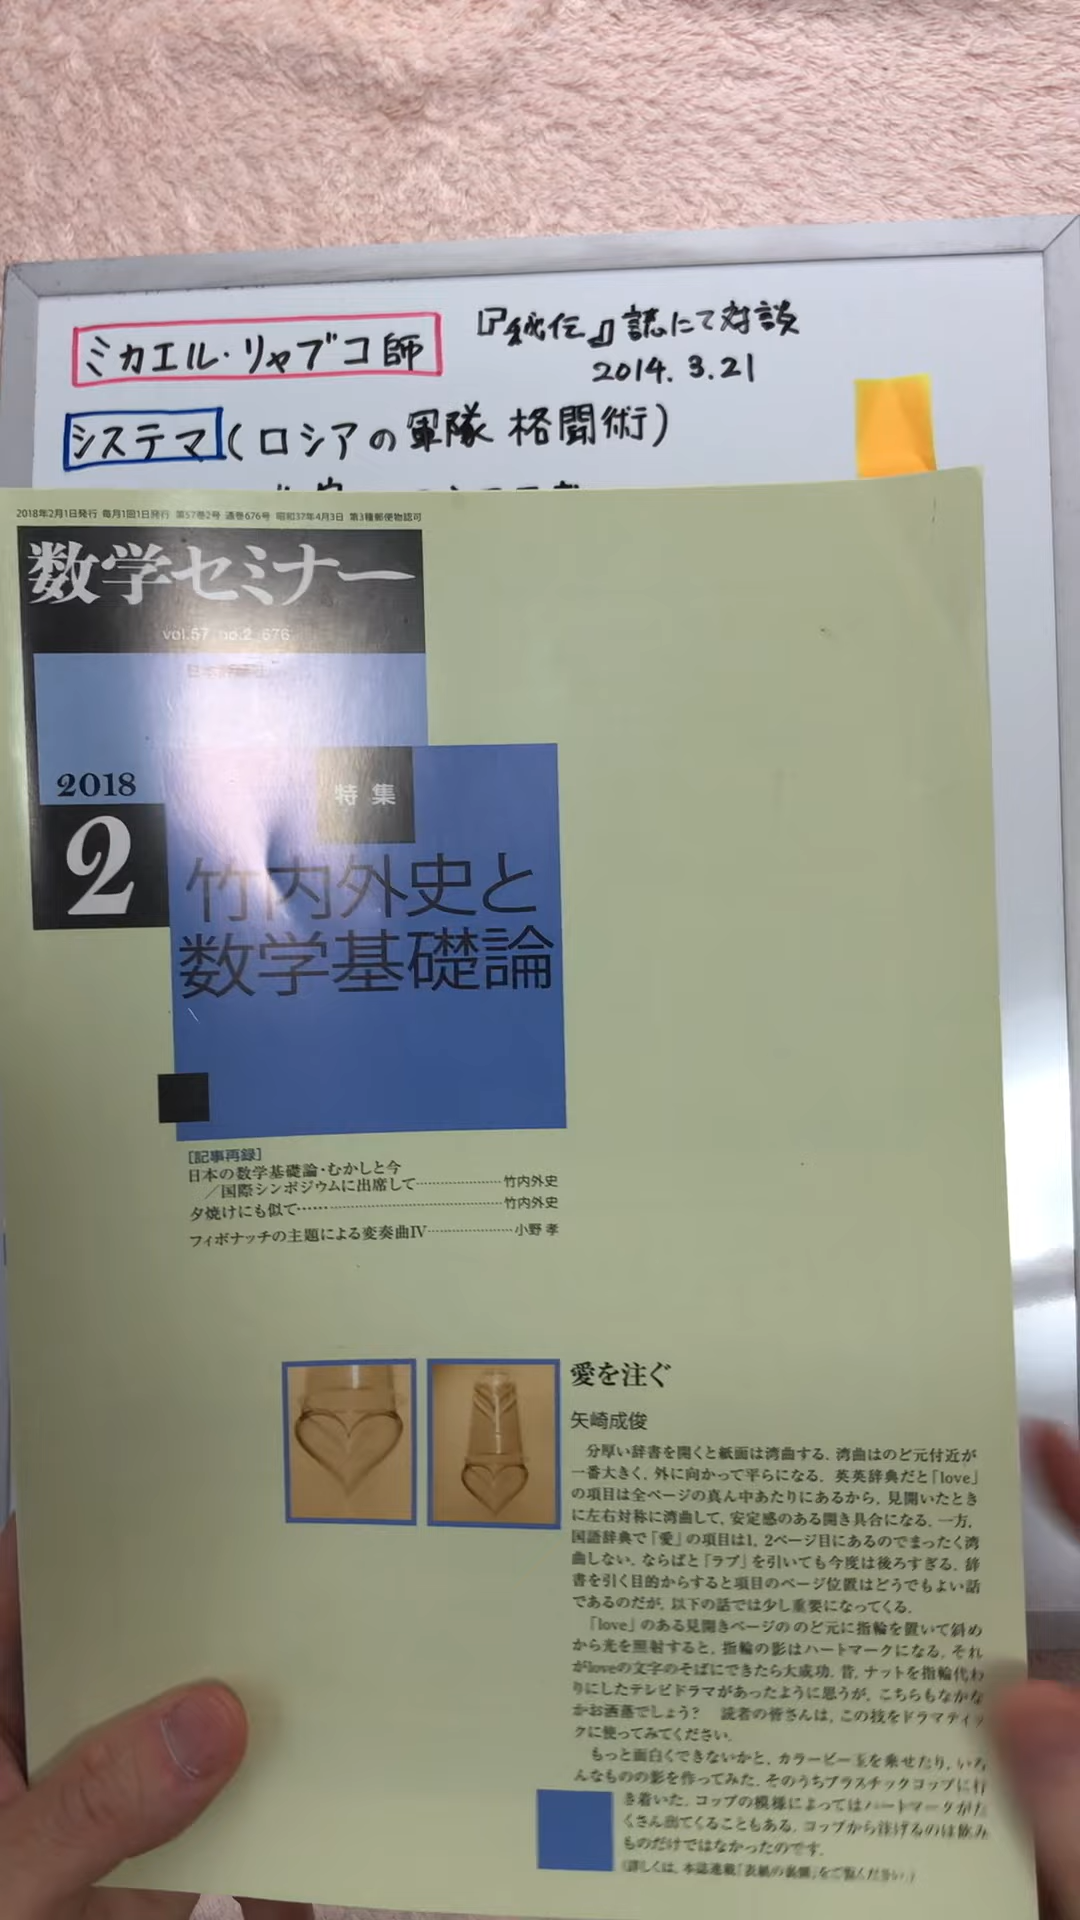 ミカエル・リャブコ師
『秘伝』誌にて対談
2014.3.21
システマ(ロシアの軍隊格闘術)
2018年2月1日発行 毎月1回1日発行 第57巻2号 通巻676号 昭和37年4月3日 第3種郵便物認可
数学セミナー
vol.57 no.2 676
日本評論社
2018
2
特集
竹内外史と
数学基礎論
[記事再録]
日本の数学基礎論・むかしと今
/国際シンポジウムに出席して…………………竹内外史
夕焼けにも似て……………………………竹内外史
フィボナッチの主題による変奏曲IV………………小野 孝
愛を注ぐ
矢崎成俊
分厚い辞書を開くと紙面は湾曲する. 湾曲はのど元付近が
一番大きく, 外に向かって平らになる. 英英辞典だと「love」
の項目は全ページの真ん中あたりにあるから, 見開いたとき
に左右対称に湾曲して, 安定感のある開き具合になる. 一方,
国語辞典で「愛」の項目は1, 2ページ目にあるのでまったく湾
曲しない. ならばと「ラブ」を引いても今度は後ろすぎる. 辞
書を引く目的からすると項目のページ位置はどうでもよい話
であるのだが, 以下の話では少し重要になってくる.
「love」のある見開きページののど元に指輪を置いて斜め
から光を照射すると, 指輪の影はハートマークになる. それ
がloveの文字のそばにできたら大成功. 昔, ナットを指輪代わ
りにしたテレビドラマがあったように思うが, こちらもなかな
かお洒落でしょう? 読者の皆さんは, この技をドラマティッ
クに使ってみてください.
もっと面白くできないかと, カラービー玉を乗せたり, いろ
んなものの影を作ってみた. そのうちプラスチックコップに行
き着いた. コップの模様によってはハートマークがた
くさん出てくることもある. コップから注げるのは飲み
ものだけではなかったのです.
(詳しくは, 本誌連載「表紙の裏側」をご覧ください.)